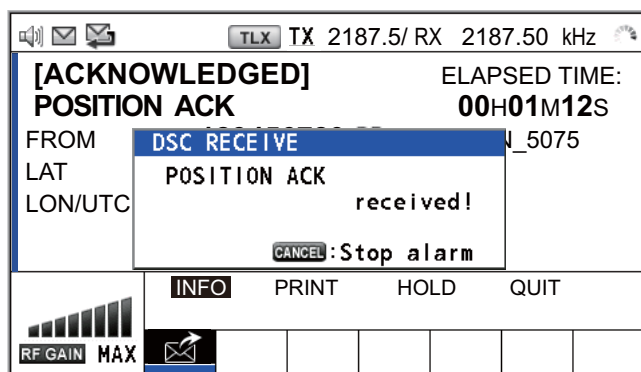 TLX TX 2187.5/ RX 2187.50 kHz
[ACKNOWLEDGED] ELAPSED TIME:
POSITION ACK 00H01M12S
FROM _5075
LAT
LON/UTC
DSC RECEIVE
POSITION ACK
received!
CANCEL:Stop alarm
INFO PRINT HOLD QUIT
RF GAIN MAX